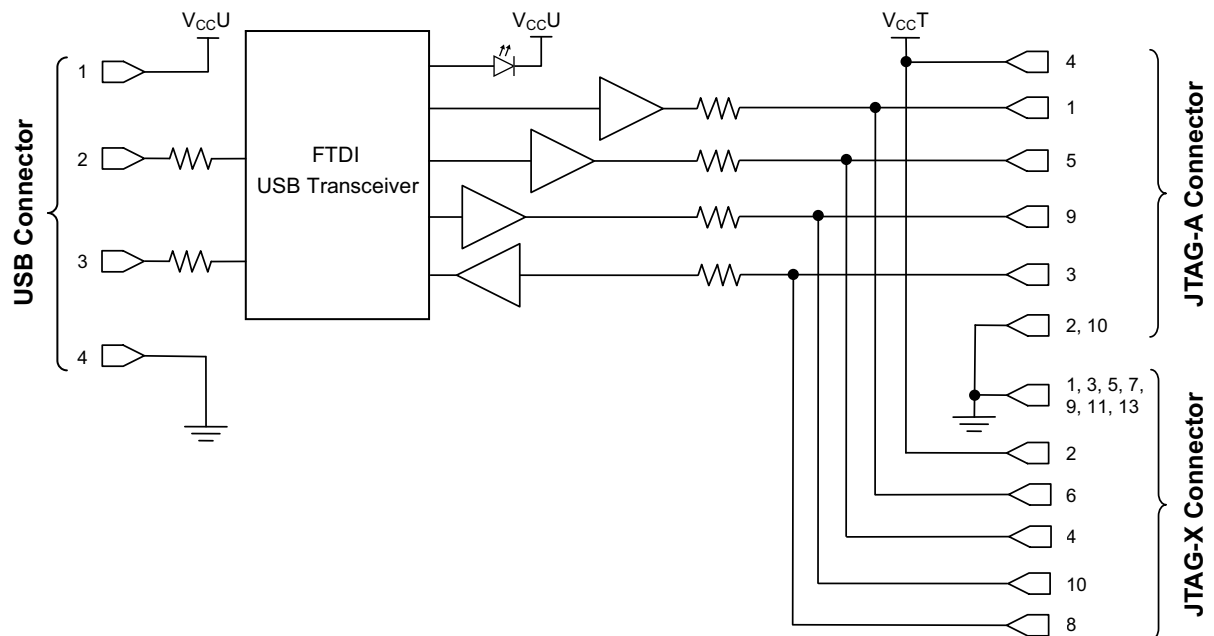 USB Connector
1
2
3
4
VCCU
FTDI
USB Transceiver
VCCU
VCCT
4
1
5
9
3
2, 10
JTAG-A Connector
1, 3, 5, 7,
9, 11, 13
2
6
4
10
8
JTAG-X Connector